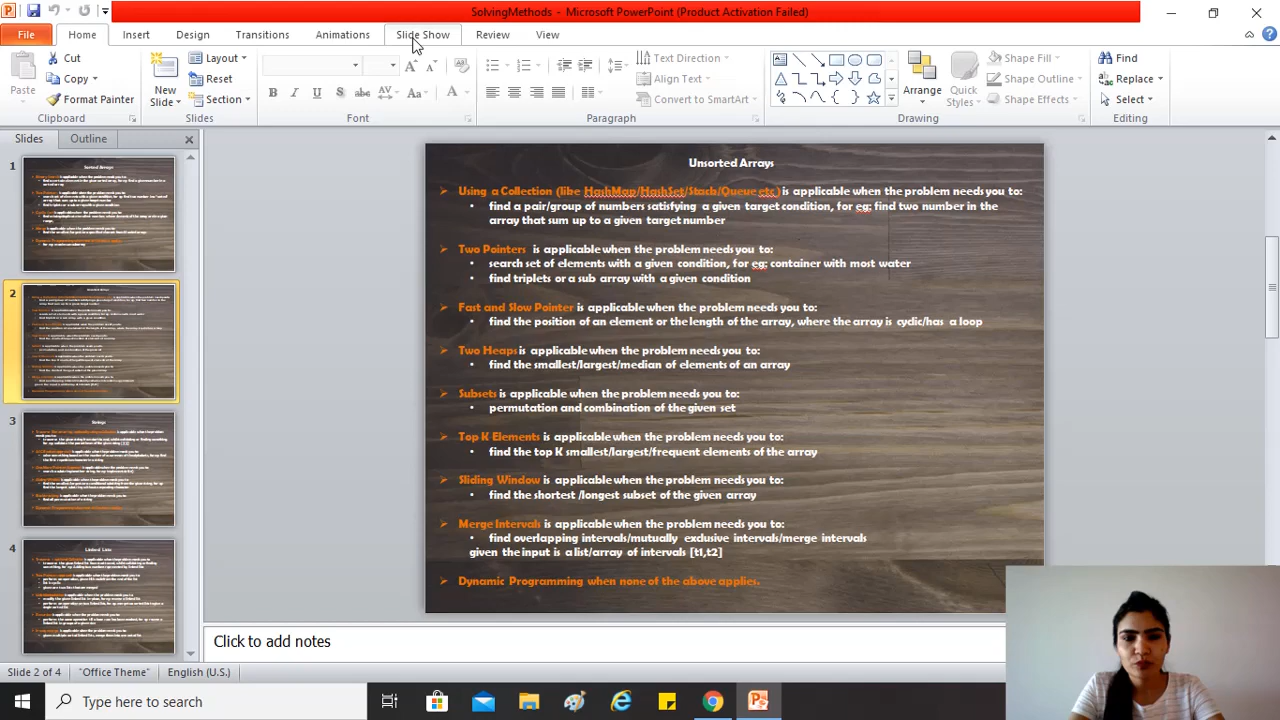 SolvingMethods - Microsoft PowerPoint (Product Activation Failed)
File Home Insert Design Transitions Animations Slide Show Review View
Paste Cut Copy Format Painter Clipboard
New Slide Layout Reset Section Slides
Font
Text Direction Align Text Convert to SmartArt Paragraph
Arrange Quick Styles Shape Fill Shape Outline Shape Effects Drawing
Find Replace Select Editing
Slides Outline
1
2
3
4
Unsorted Arrays
Using a Collection (like HashMap/HashSet/Stack/Queue etc) is applicable when the problem needs you to:
• find a pair/group of numbers satisfying a given target condition, for eg: find two number in the
array that sum up to a given target number
Two Pointers is applicable when the problem needs you to:
• search set of elements with a given condition, for eg: container with most water
• find triplets or a sub array with a given condition
Fast and Slow Pointer is applicable when the problem needs you to:
• find the position of an element or the length of the array, where the array is cyclic/has a loop
Two Heaps is applicable when the problem needs you to:
• find the smallest/largest/median of elements of an array
Subsets is applicable when the problem needs you to:
• permutation and combination of the given set
Top K Elements is applicable when the problem needs you to:
• find the top k smallest/largest/frequent elements of the array
Sliding Window is applicable when the problem needs you to:
• find the shortest /longest subset of the given array
Merge Intervals is applicable when the problem needs you to:
• find overlapping intervals/mutually exclusive intervals/merge intervals
given the input is a list/array of intervals [t1,t2]
Dynamic Programming when none of the above applies.
Click to add notes
Slide 2 of 4 "Office Theme" English (U.S.)
Type here to search